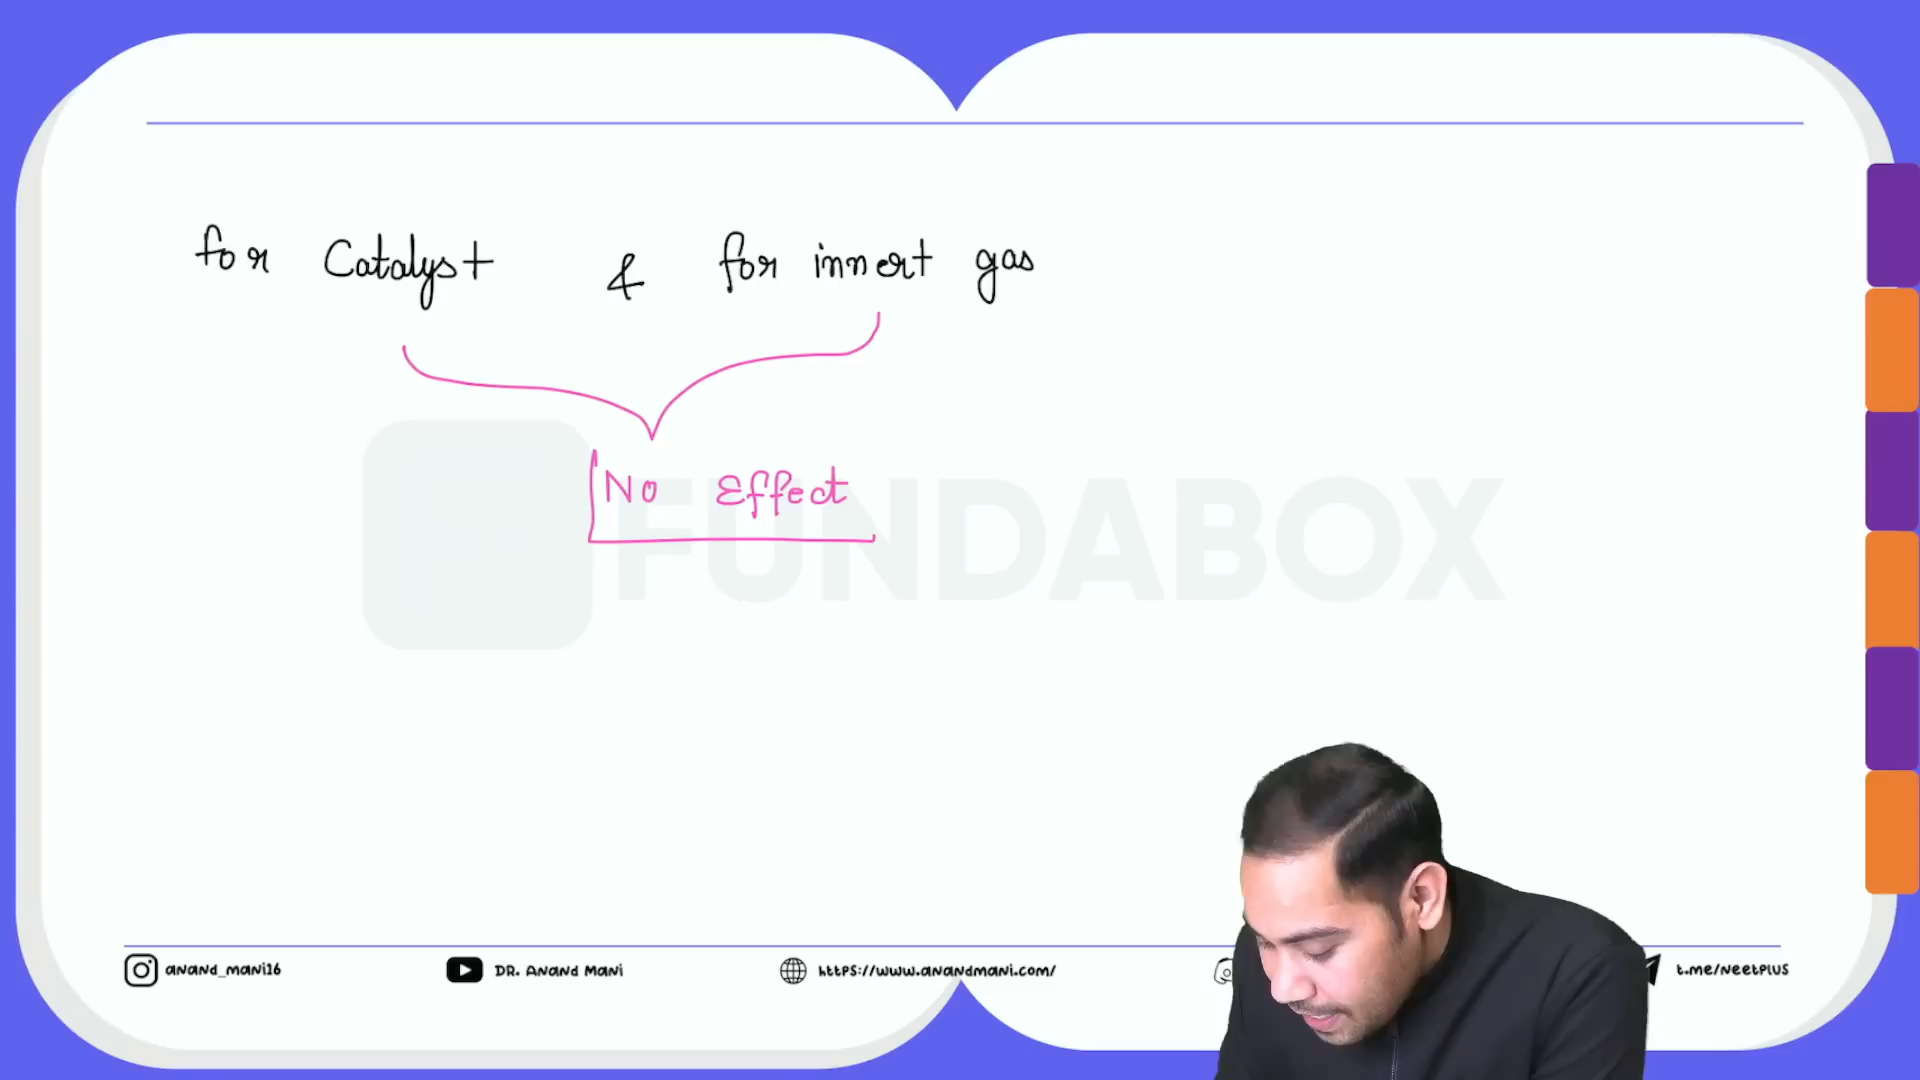 for Catalyst & for innert gas
No Effect
FUNDABOX
anand_mani16 DR. Anand Mani https://www.anandmani.com/ t.me/neetplus